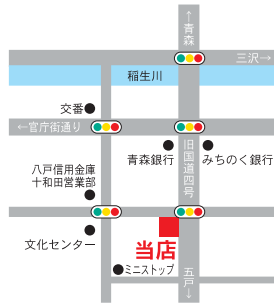 ←青森
三沢→
稲生川
交番
←官庁街通り
旧国道四号
青森銀行
みちのく銀行
八戸信用金庫
十和田営業部
文化センター
当店
ミニストップ
五戸→